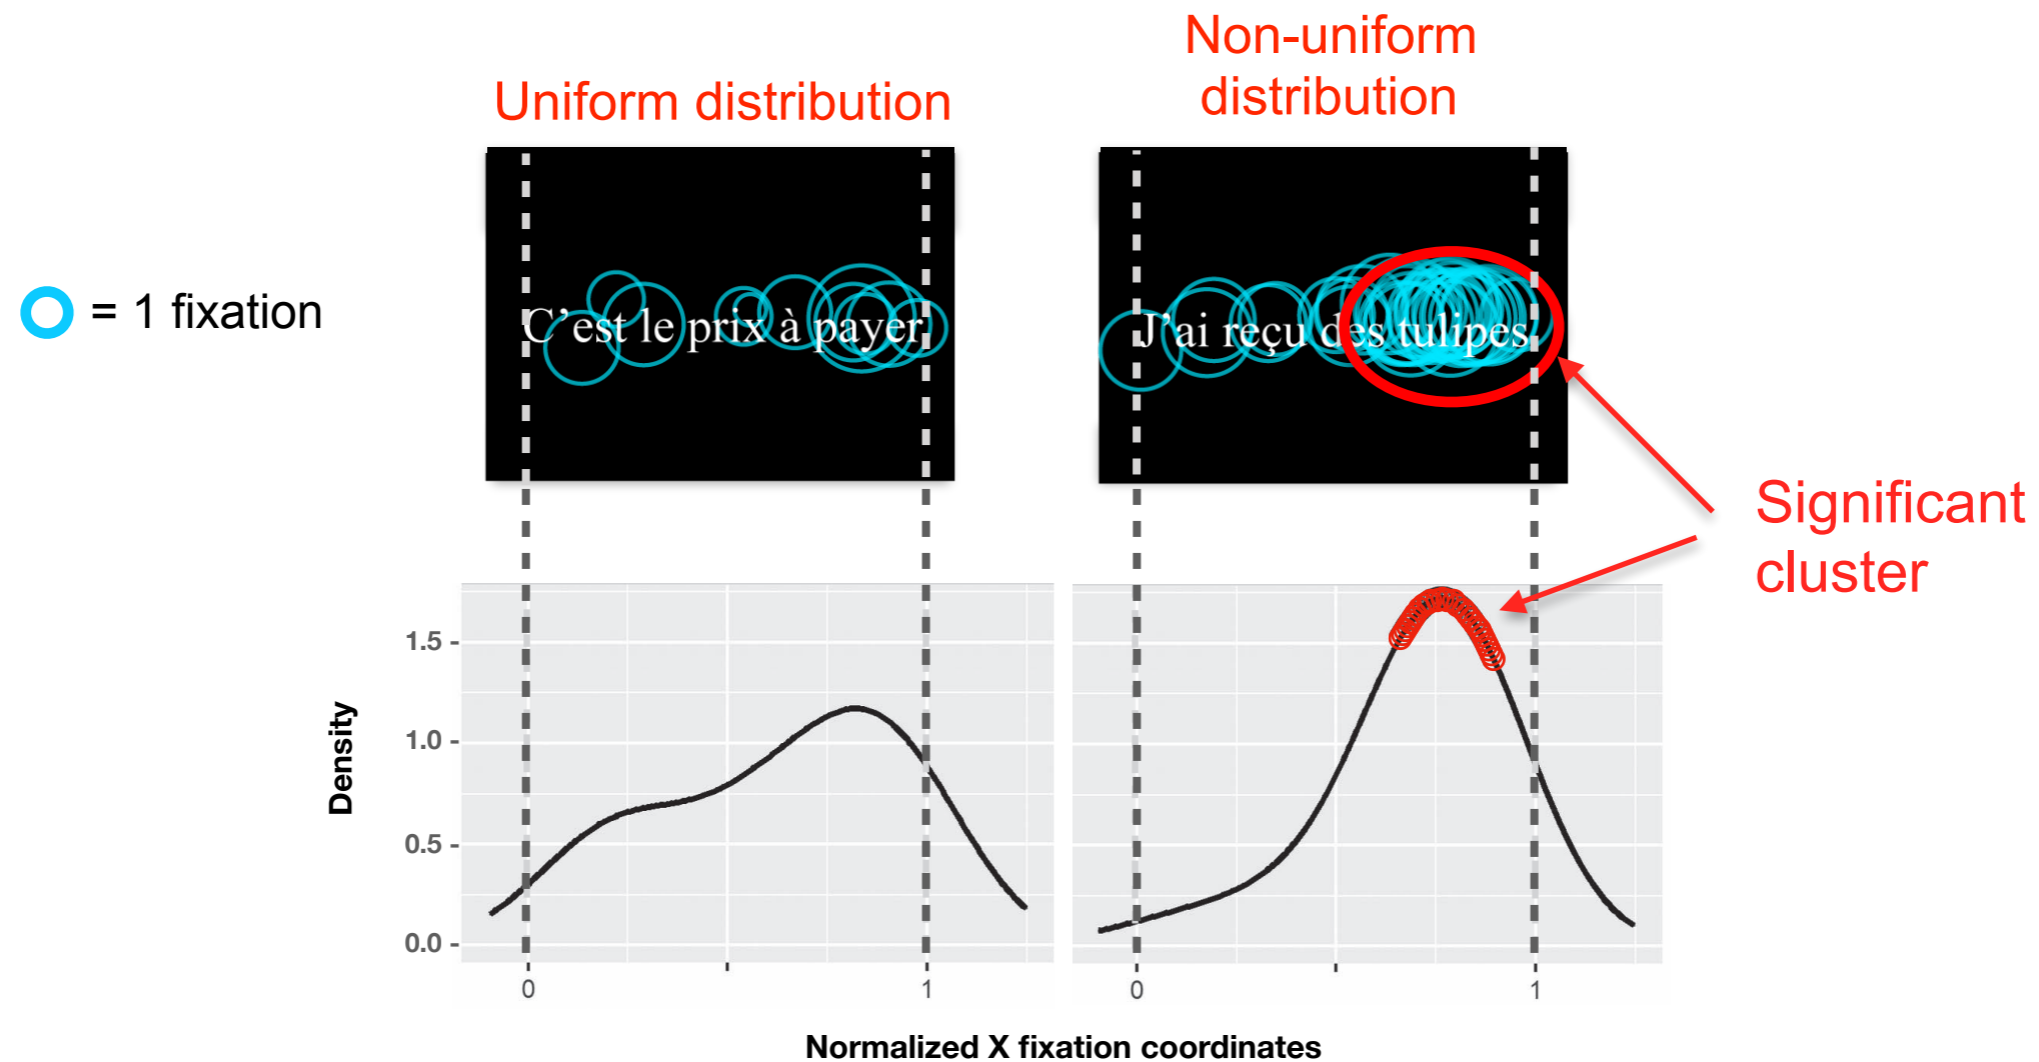 Non-uniform
distribution
Uniform distribution
= 1 fixation
C’est le prix à payer
J’ai reçu des tulipes
Significant
cluster
Density
1.5
1.0
0.5
0.0
0
1
0
1
Normalized X fixation coordinates